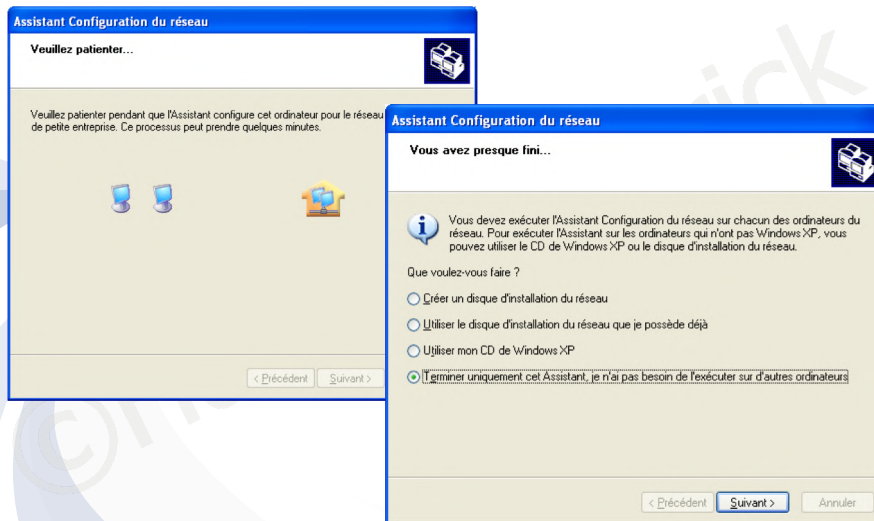 Assistant Configuration du réseau
Veuillez patienter...
Veuillez patienter pendant que l'Assistant configure cet ordinateur pour le réseau
de petite entreprise. Ce processus peut prendre quelques minutes.
< Précédent
Suivant >
Assistant Configuration du réseau
Vous avez presque fini...
Vous devez exécuter l'Assistant Configuration du réseau sur chacun des ordinateurs du
réseau. Pour exécuter l'Assistant sur les ordinateurs qui n'ont pas Windows XP, vous
pouvez utiliser le CD de Windows XP ou le disque d'installation du réseau.
Que voulez-vous faire ?
Créer un disque d'installation du réseau
Utiliser le disque d'installation du réseau que je possède déjà
Utiliser mon CD de Windows XP
Terminer uniquement cet Assistant, je n'ai pas besoin de l'exécuter sur d'autres ordinateurs
< Précédent
Suivant >
Annuler